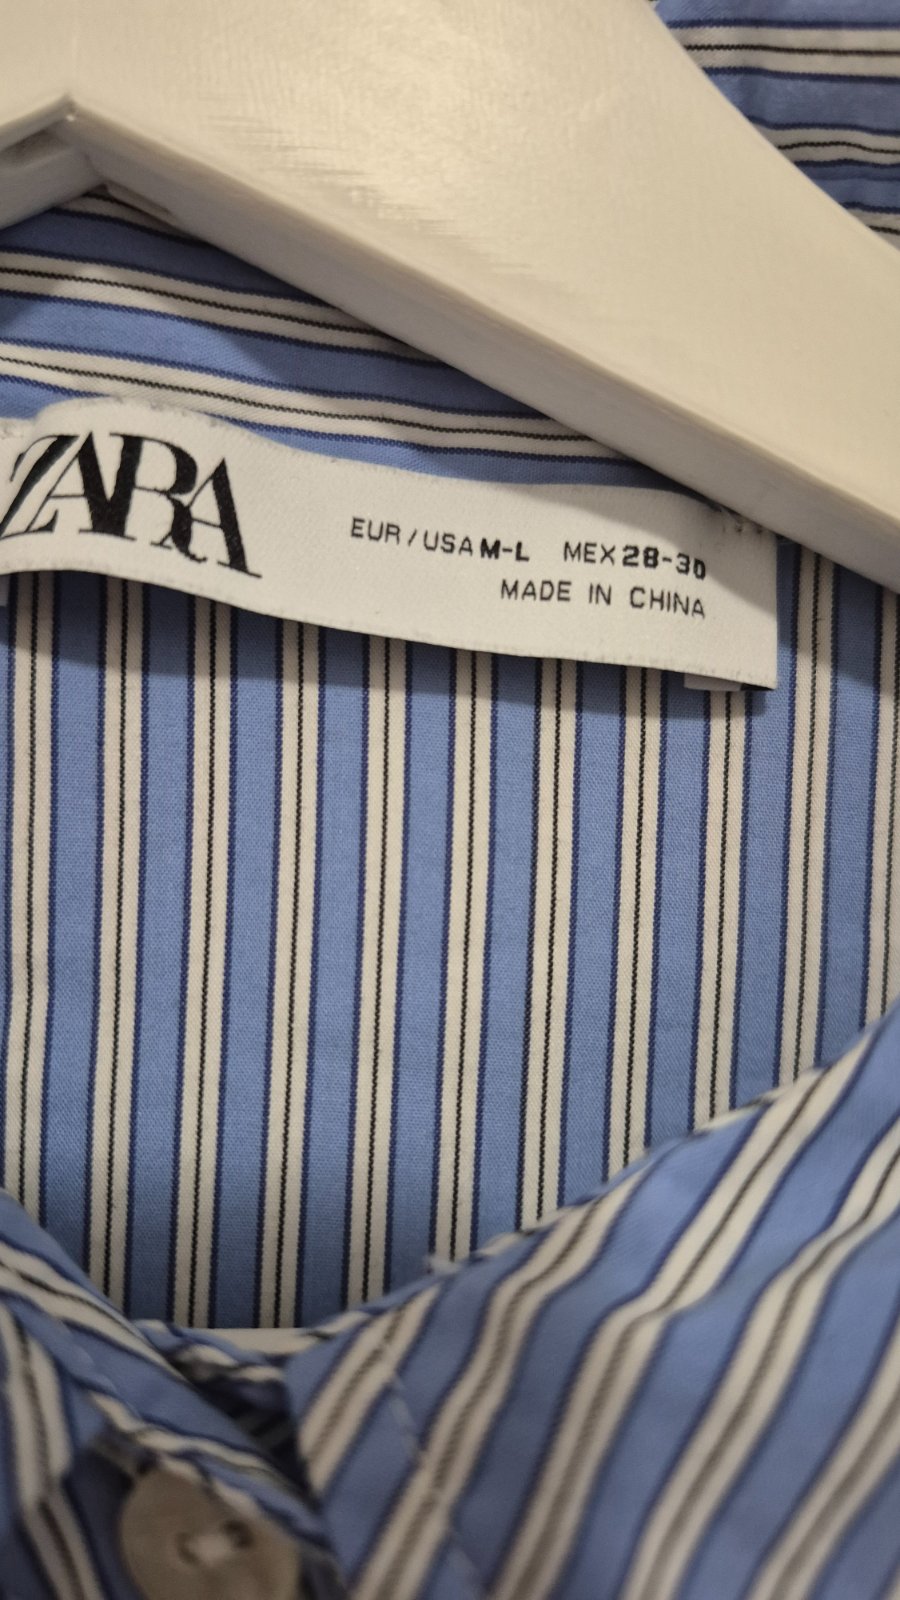 ZARA
EUR/USA M-L MEX 28-30
MADE IN CHINA